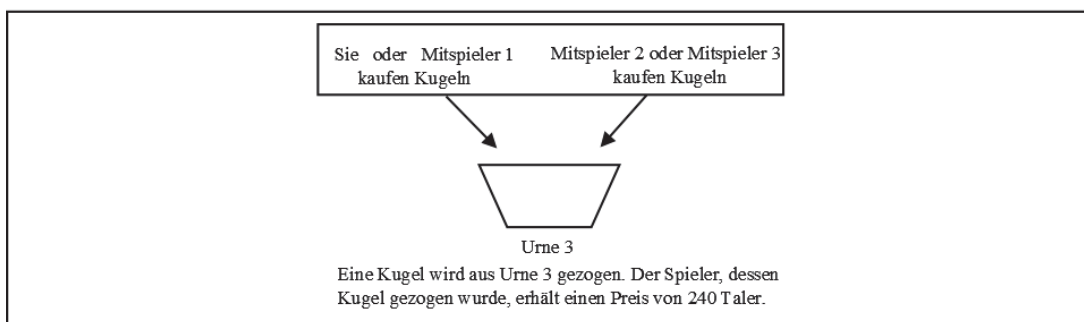 Sie oder Mitspieler 1
kaufen Kugeln
Mitspieler 2 oder Mitspieler 3
kaufen Kugeln
Urne 3
Eine Kugel wird aus Urne 3 gezogen. Der Spieler, dessen
Kugel gezogen wurde, erhält einen Preis von 240 Taler.